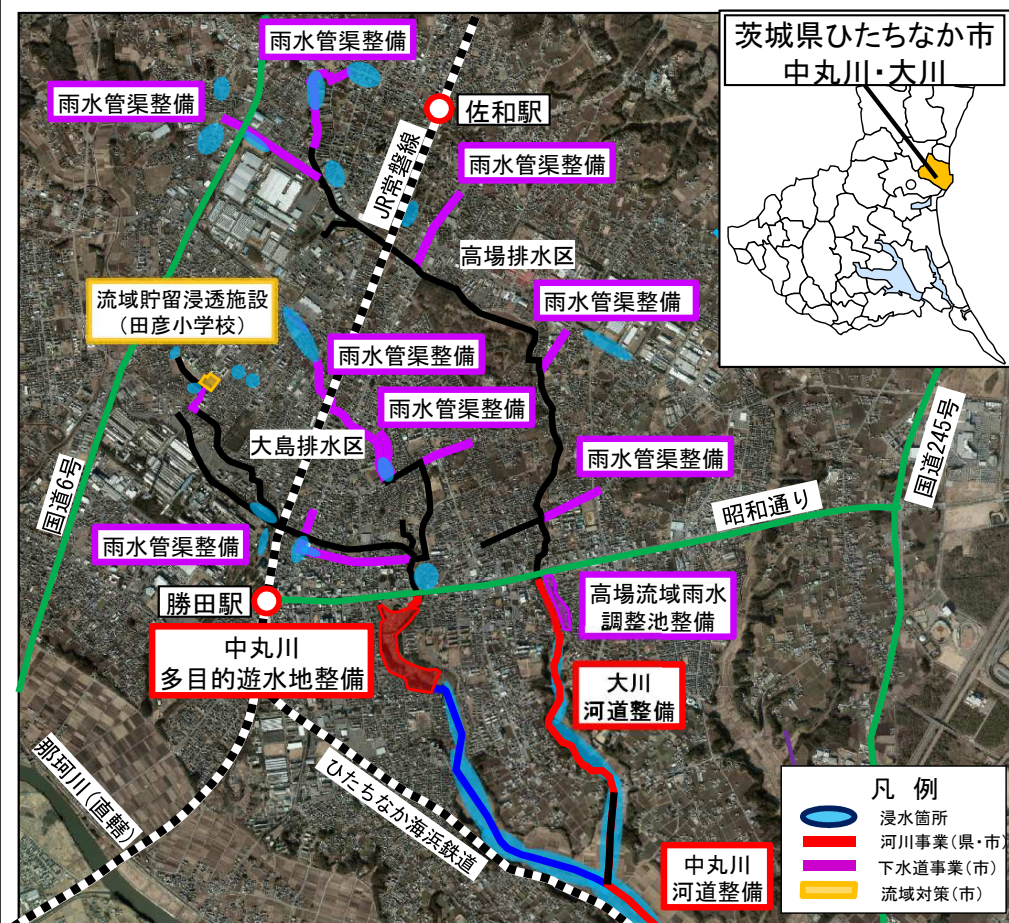 茨城県ひたちなか市
中丸川・大川
雨水管渠整備
雨水管渠整備
佐和駅
JR常磐線
雨水管渠整備
高場排水区
流域貯留浸透施設
(田彦小学校)
雨水管渠整備
雨水管渠整備
雨水管渠整備
大島排水区
雨水管渠整備
国道6号
国道245号
昭和通り
雨水管渠整備
勝田駅
高場流域雨水
調整池整備
中丸川
多目的遊水地整備
大川
河道整備
那珂川(直轄)
ひたちなか海浜鉄道
中丸川
河道整備
凡 例
浸水箇所
河川事業(県・市)
下水道事業(市)
流域対策(市)